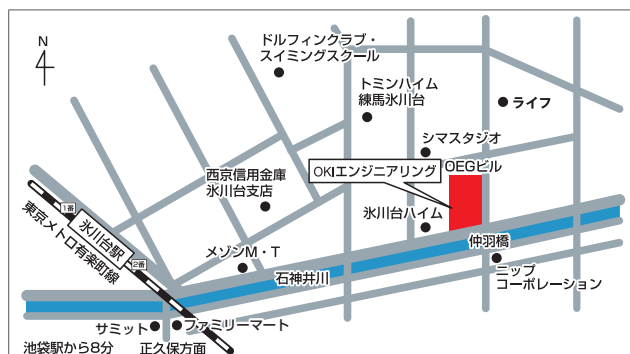 N
ドルフィンクラブ・
スイミングスクール
トミンハイム
練馬氷川台
ライフ
シマスタジオ
OKIエンジニアリング
OEGビル
西京信用金庫
氷川台支店
氷川台ハイム
1番
氷川台駅
2番
東京メトロ有楽町線
メゾンM・T
石神井川
仲羽橋
ニップ
コーポレーション
サミット
ファミリーマート
池袋駅から8分
正久保方面